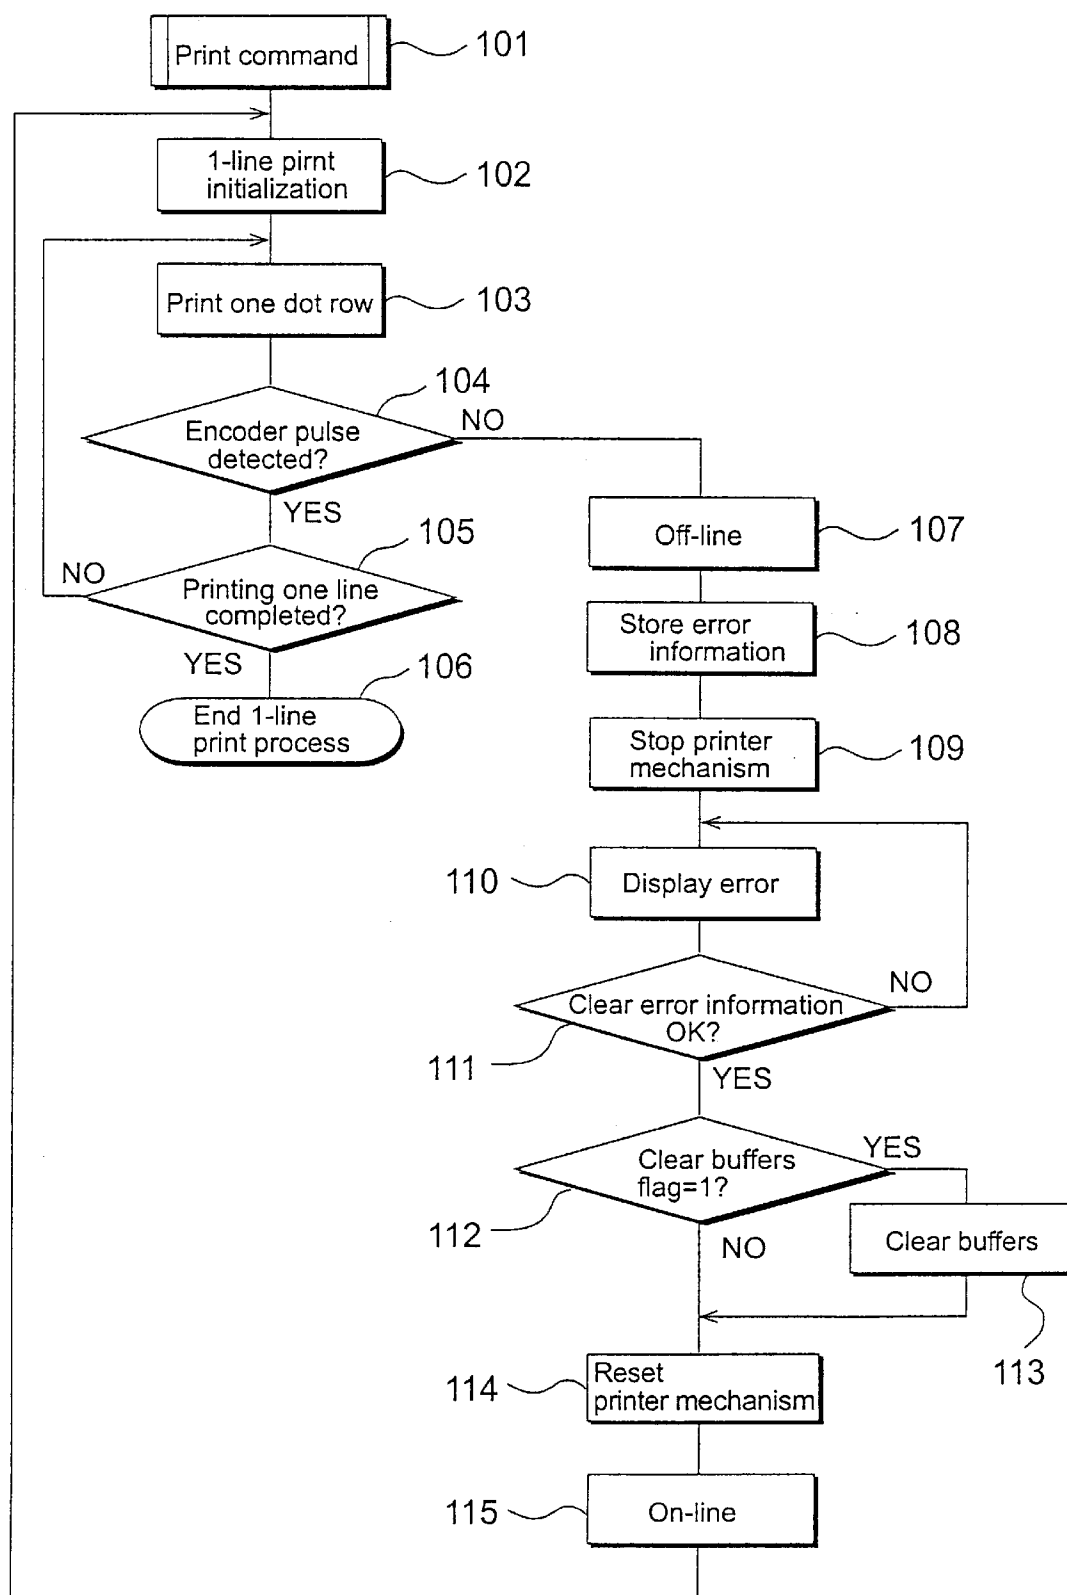 Print command
101
1-line pirnt
initialization
102
Print one dot row
103
104
Encoder pulse
detected?
NO
YES
105
Printing one line
completed?
NO
YES
106
End 1-line
print process
Off-line
107
Store error
information
108
Stop printer
mechanism
109
110
Display error
Clear error information
OK?
NO
111
YES
Clear buffers
flag=1?
YES
112
NO
Clear buffers
113
114
Reset
printer mechanism
115
On-line